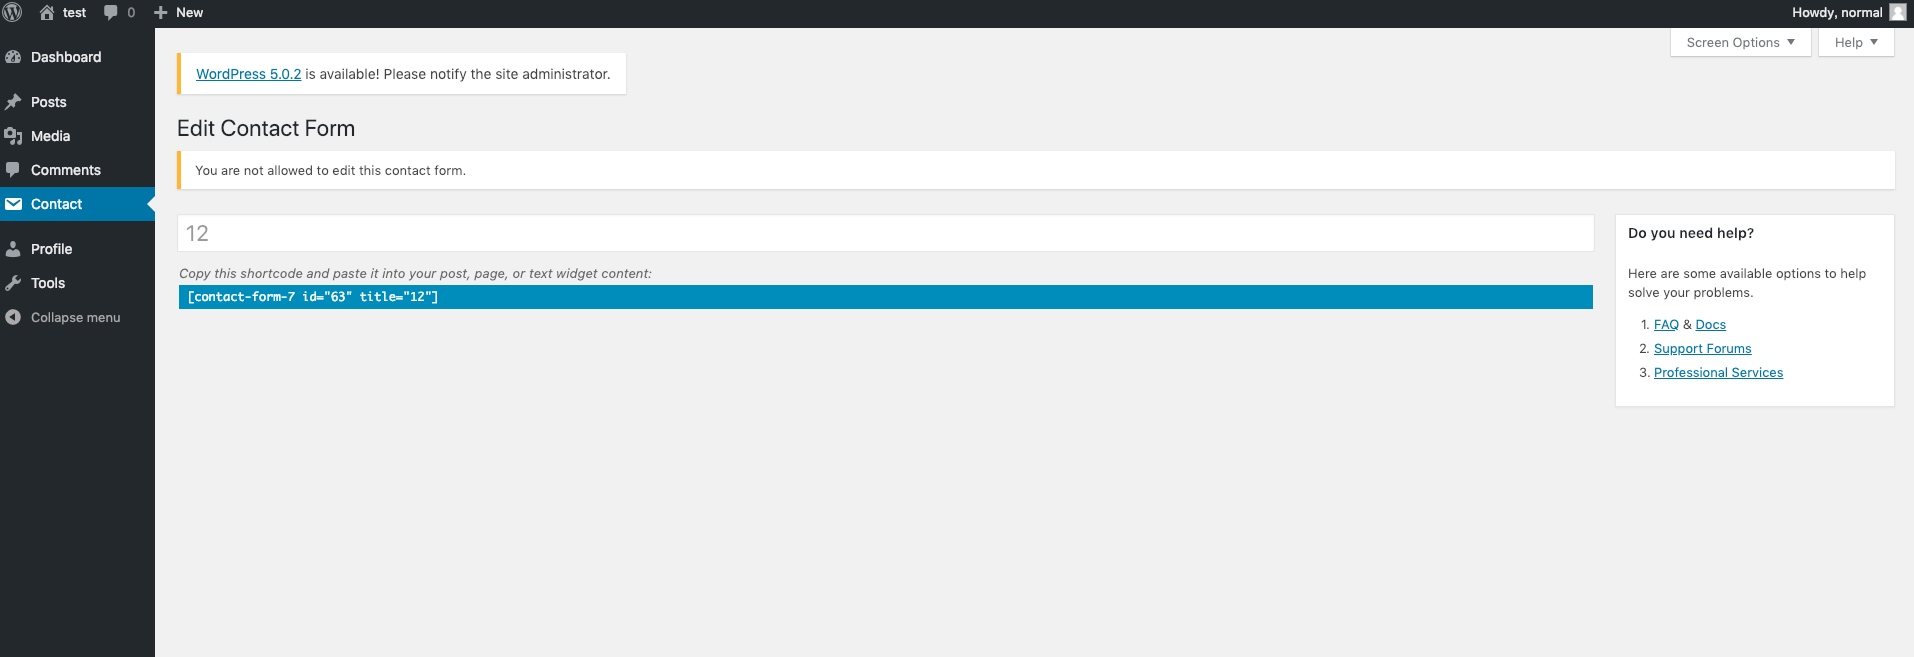 test 0 New Howdy, normal
Screen Options Help
Dashboard
Posts
Media
Comments
Contact
Profile
Tools
Collapse menu
WordPress 5.0.2 is available! Please notify the site administrator.
Edit Contact Form
You are not allowed to edit this contact form.
12
Copy this shortcode and paste it into your post, page, or text widget content:
[contact-form-7 id="63" title="12"]
Do you need help?
Here are some available options to help
solve your problems.
1. FAQ & Docs
2. Support Forums
3. Professional Services